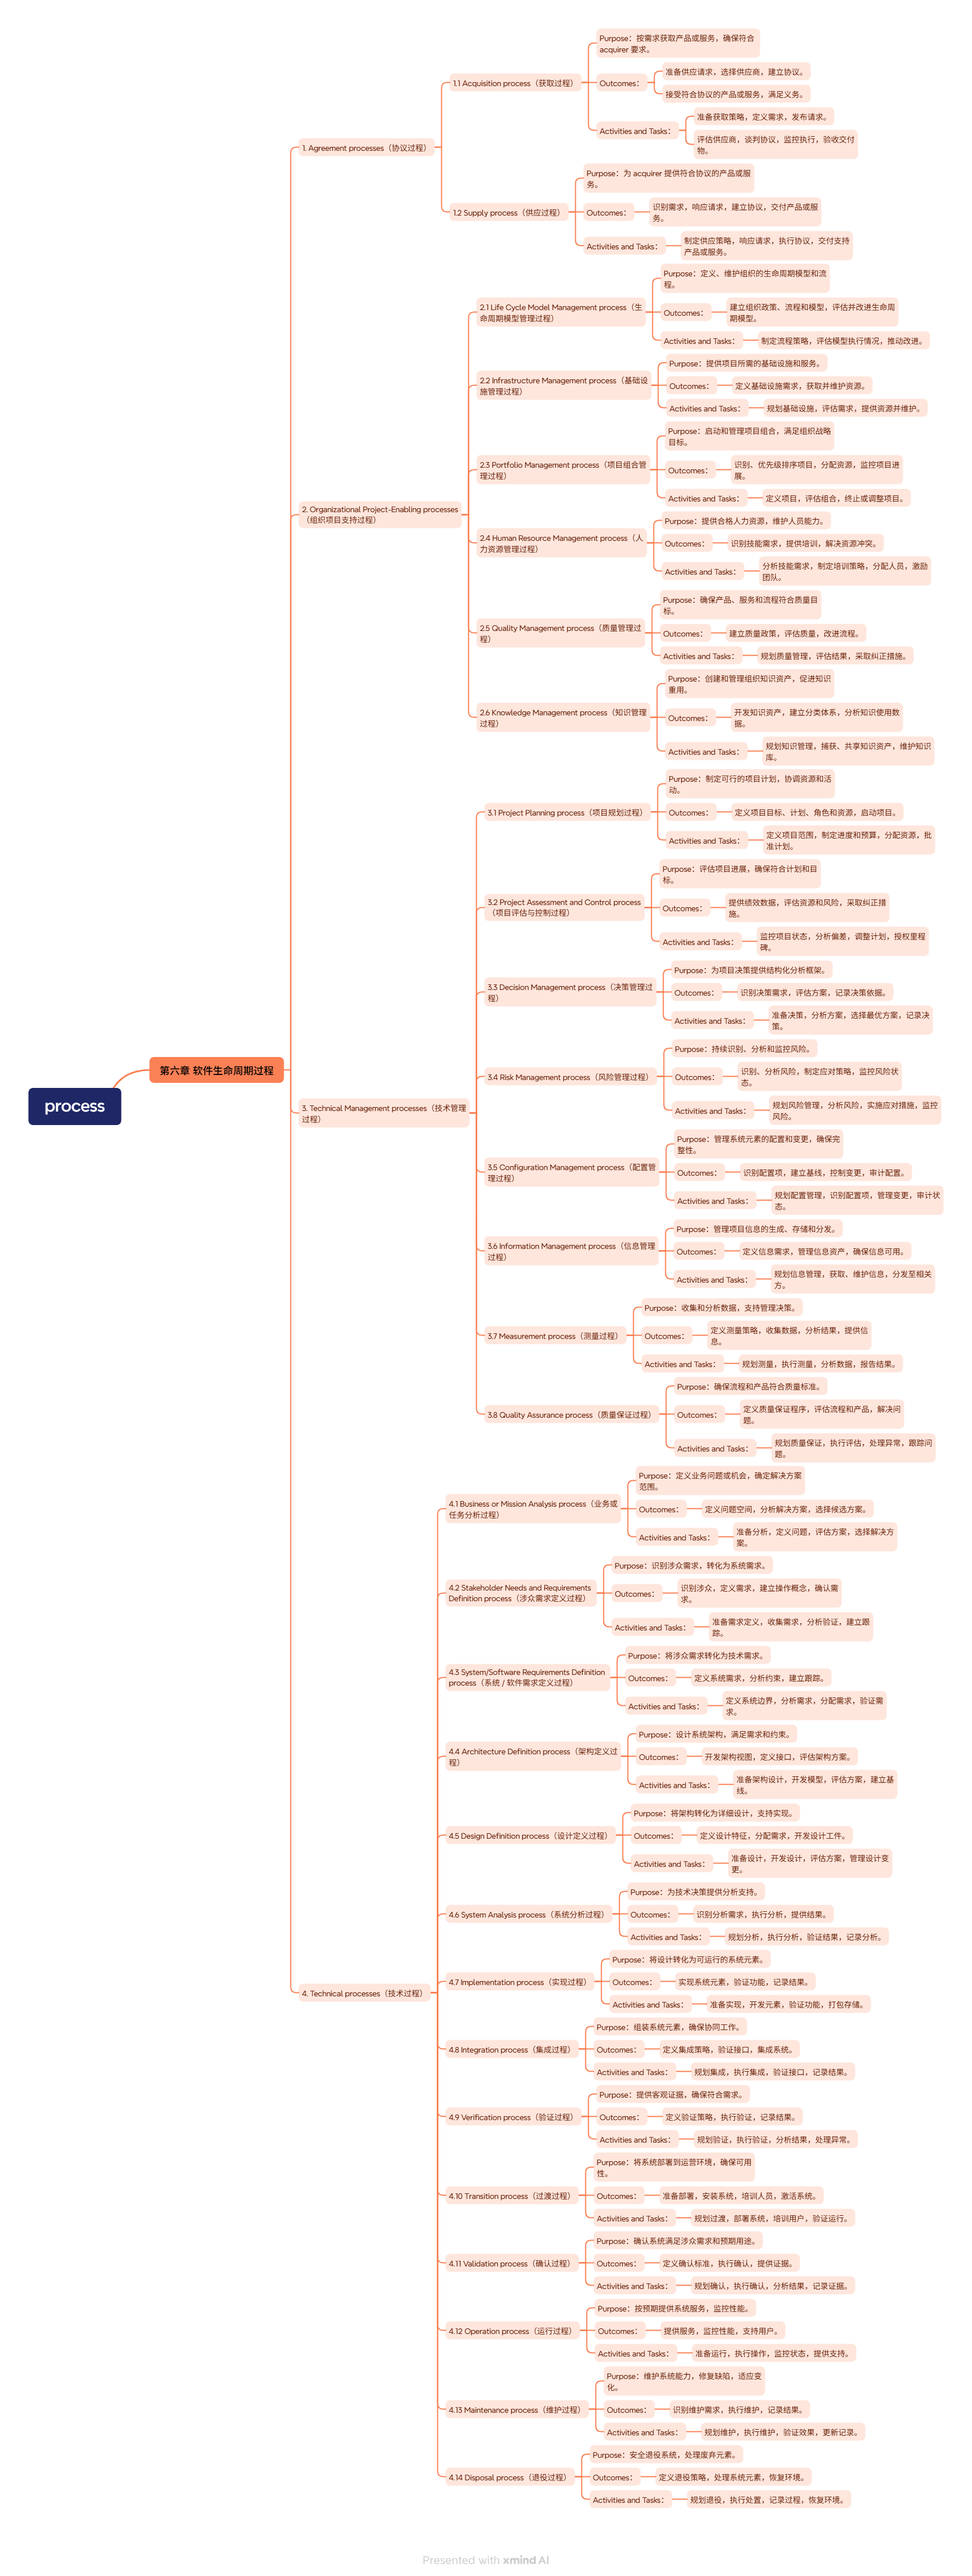 process
第六章 软件生命周期过程
1. Agreement processes（协议过程）
1.1 Acquisition process（获取过程）
Purpose：按需求获取产品或服务，确保符合
acquirer 要求。
Outcomes：
准备供应请求，选择供应商，建立协议。
接受符合协议的产品或服务，满足义务。
Activities and Tasks：
准备获取策略，定义需求，发布请求。
评估供应商，谈判协议，监控执行，验收交付
物。
1.2 Supply process（供应过程）
Purpose：为 acquirer 提供符合协议的产品或服
务。
Outcomes：
识别需求，响应请求，建立协议，交付产品或服
务。
Activities and Tasks：
制定供应策略，响应请求，执行协议，交付支持
产品或服务。
2. Organizational Project-Enabling processes
（组织项目支持过程）
2.1 Life Cycle Model Management process（生
命周期模型管理过程）
Purpose：定义、维护组织的生命周期模型和流
程。
Outcomes：
建立组织政策、流程和模型，评估并改进生命周
期模型。
Activities and Tasks：
制定流程策略，评估模型执行情况，推动改进。
2.2 Infrastructure Management process（基础设
施管理过程）
Purpose：提供项目所需的基础设施和服务。
Outcomes：
定义基础设施需求，获取并维护资源。
Activities and Tasks：
规划基础设施，评估需求，提供资源并维护。
2.3 Portfolio Management process（项目组合管
理过程）
Purpose：启动和管理项目组合，满足组织战略
目标。
Outcomes：
识别、优先级排序项目，分配资源，监控项目进
展。
Activities and Tasks：
定义项目，评估组合，终止或调整项目。
2.4 Human Resource Management process（人
力资源管理过程）
Purpose：提供合格人力资源，维护人员能力。
Outcomes：
识别技能需求，提供培训，解决资源冲突。
Activities and Tasks：
分析技能需求，制定培训策略，分配人员，激励
团队。
2.5 Quality Management process（质量管理过
程）
Purpose：确保产品、服务和流程符合质量目
标。
Outcomes：
建立质量政策，评估质量，改进流程。
Activities and Tasks：
规划质量管理，评估结果，采取纠正措施。
2.6 Knowledge Management process（知识管理
过程）
Purpose：创建和管理组织知识资产，促进知识
重用。
Outcomes：
开发知识资产，建立分类体系，分析知识使用数
据。
Activities and Tasks：
规划知识管理，捕获、共享知识资产，维护知识
库。
3. Technical Management processes（技术管理
过程）
3.1 Project Planning process（项目规划过程）
Purpose：制定可行的项目计划，协调资源和活
动。
Outcomes：
定义项目目标、计划、角色和资源，启动项目。
Activities and Tasks：
定义项目范围，制定进度和预算，分配资源，批
准计划。
3.2 Project Assessment and Control process
（项目评估与控制过程）
Purpose：评估项目进展，确保符合计划和目
标。
Outcomes：
提供绩效数据，评估资源和风险，采取纠正措
施。
Activities and Tasks：
监控项目状态，分析偏差，调整计划，授权里程
碑。
3.3 Decision Management process（决策管理过
程）
Purpose：为项目决策提供结构化分析框架。
Outcomes：
识别决策需求，评估方案，记录决策依据。
Activities and Tasks：
准备决策，分析方案，选择最优方案，记录决
策。
3.4 Risk Management process（风险管理过程）
Purpose：持续识别、分析和监控风险。
Outcomes：
识别、分析风险，制定应对策略，监控风险状
态。
Activities and Tasks：
规划风险管理，分析风险，实施应对措施，监控
风险。
3.5 Configuration Management process（配置管
理过程）
Purpose：管理系统元素的配置和变更，确保完
整性。
Outcomes：
识别配置项，建立基线，控制变更，审计配置。
Activities and Tasks：
规划配置管理，识别配置项，管理变更，审计状
态。
3.6 Information Management process（信息管理
过程）
Purpose：管理项目信息的生成、存储和分发。
Outcomes：
定义信息需求，管理信息资产，确保信息可用。
Activities and Tasks：
规划信息管理，获取、维护信息，分发至相关
方。
3.7 Measurement process（测量过程）
Purpose：收集和分析数据，支持管理决策。
Outcomes：
定义测量策略，收集数据，分析结果，提供信
息。
Activities and Tasks：
规划测量，执行测量，分析数据，报告结果。
3.8 Quality Assurance process（质量保证过程）
Purpose：确保流程和产品符合质量标准。
Outcomes：
定义质量保证程序，评估流程和产品，解决问
题。
Activities and Tasks：
规划质量保证，执行评估，处理异常，跟踪问
题。
4. Technical processes（技术过程）
4.1 Business or Mission Analysis process（业务或
任务分析过程）
Purpose：定义业务问题或机会，确定解决方案
范围。
Outcomes：
定义问题空间，分析解决方案，选择候选方案。
Activities and Tasks：
准备分析，定义问题，评估方案，选择解决方
案。
4.2 Stakeholder Needs and Requirements
Definition process（涉众需求定义过程）
Purpose：识别涉众需求，转化为系统需求。
Outcomes：
识别涉众，定义需求，建立操作概念，确认需
求。
Activities and Tasks：
准备需求定义，收集需求，分析验证，建立跟
踪。
4.3 System/Software Requirements Definition
process（系统 / 软件需求定义过程）
Purpose：将涉众需求转化为技术需求。
Outcomes：
定义系统需求，分析约束，建立跟踪。
Activities and Tasks：
定义系统边界，分析需求，分配需求，验证需
求。
4.4 Architecture Definition process（架构定义过
程）
Purpose：设计系统架构，满足需求和约束。
Outcomes：
开发架构视图，定义接口，评估架构方案。
Activities and Tasks：
准备架构设计，开发模型，评估方案，建立基
线。
4.5 Design Definition process（设计定义过程）
Purpose：将架构转化为详细设计，支持实现。
Outcomes：
定义设计特征，分配需求，开发设计工件。
Activities and Tasks：
准备设计，开发设计，评估方案，管理设计变
更。
4.6 System Analysis process（系统分析过程）
Purpose：为技术决策提供分析支持。
Outcomes：
识别分析需求，执行分析，提供结果。
Activities and Tasks：
规划分析，执行分析，验证结果，记录分析。
4.7 Implementation process（实现过程）
Purpose：将设计转化为可运行的系统元素。
Outcomes：
实现系统元素，验证功能，记录结果。
Activities and Tasks：
准备实现，开发元素，验证功能，打包存储。
4.8 Integration process（集成过程）
Purpose：组装系统元素，确保协同工作。
Outcomes：
定义集成策略，验证接口，集成系统。
Activities and Tasks：
规划集成，执行集成，验证接口，记录结果。
4.9 Verification process（验证过程）
Purpose：提供客观证据，确保符合需求。
Outcomes：
定义验证策略，执行验证，记录结果。
Activities and Tasks：
规划验证，执行验证，分析结果，处理异常。
4.10 Transition process（过渡过程）
Purpose：将系统部署到运营环境，确保可用
性。
Outcomes：
准备部署，安装系统，培训人员，激活系统。
Activities and Tasks：
规划过渡，部署系统，培训用户，验证运行。
4.11 Validation process（确认过程）
Purpose：确认系统满足涉众需求和预期用途。
Outcomes：
定义确认标准，执行确认，提供证据。
Activities and Tasks：
规划确认，执行确认，分析结果，记录证据。
4.12 Operation process（运行过程）
Purpose：按预期提供系统服务，监控性能。
Outcomes：
提供服务，监控性能，支持用户。
Activities and Tasks：
准备运行，执行操作，监控状态，提供支持。
4.13 Maintenance process（维护过程）
Purpose：维护系统能力，修复缺陷，适应变
化。
Outcomes：
识别维护需求，执行维护，记录结果。
Activities and Tasks：
规划维护，执行维护，验证效果，更新记录。
4.14 Disposal process（退役过程）
Purpose：安全退役系统，处理废弃元素。
Outcomes：
定义退役策略，处理系统元素，恢复环境。
Activities and Tasks：
规划退役，执行处置，记录过程，恢复环境。
Presented with xmind AI